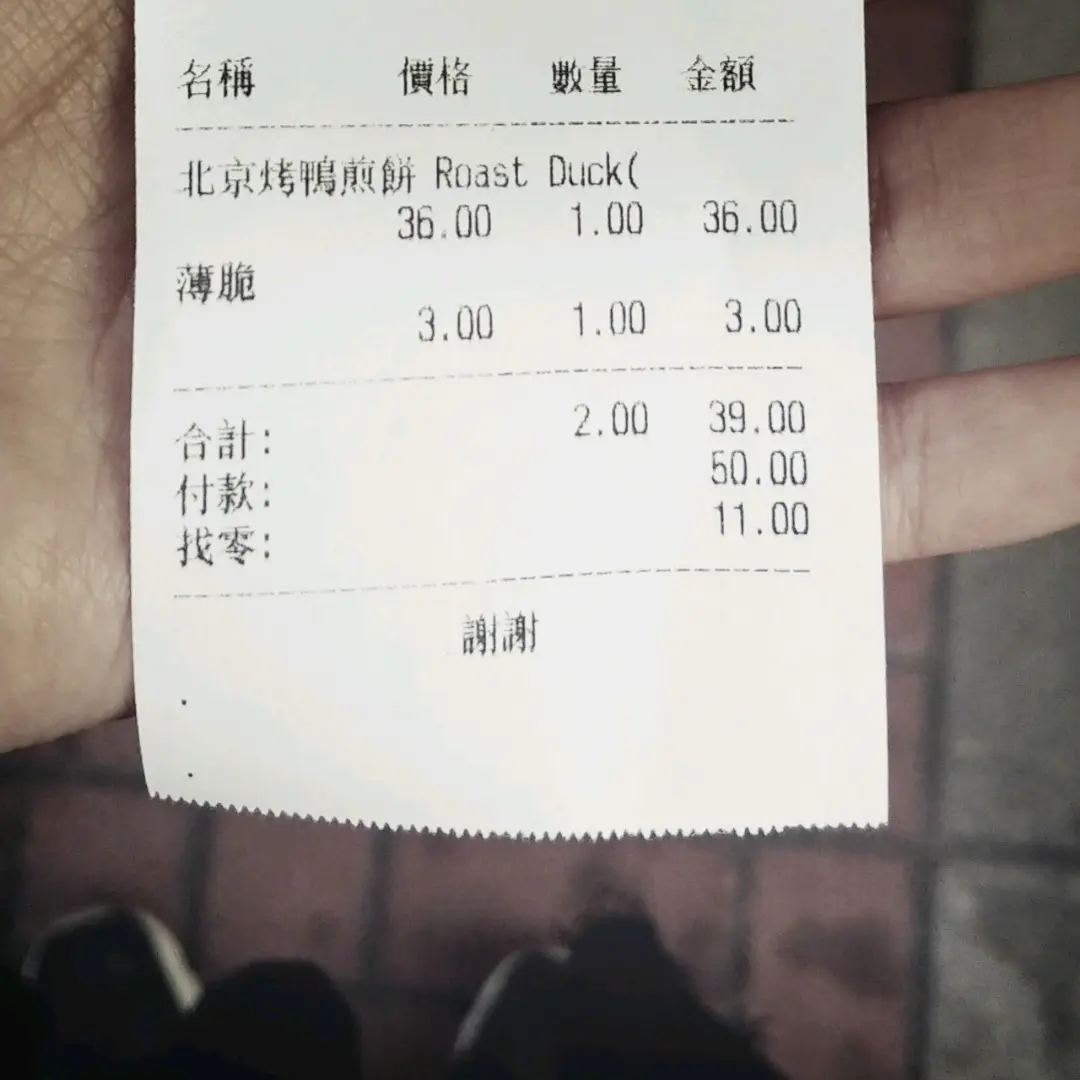 名稱 價格 數量 金額
北京烤鴨煎餅 Roast Duck(
36.00 1.00 36.00
薄脆
3.00 1.00 3.00
合計: 2.00 39.00
付款: 50.00
找零: 11.00
謝謝